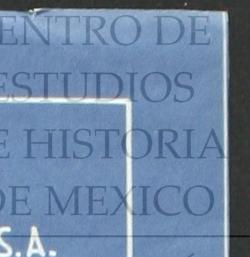 ENTRO DE
ESTUDIOS
E HISTORIA
DE MEXICO
S.A.